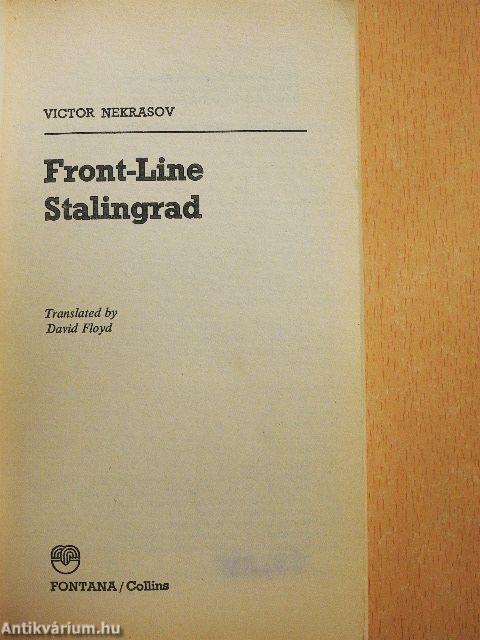 VICTOR NEKRASOV
Front-Line
Stalingrad
Translated by
David Floyd
FONTANA/Collins
Antikvárium.hu